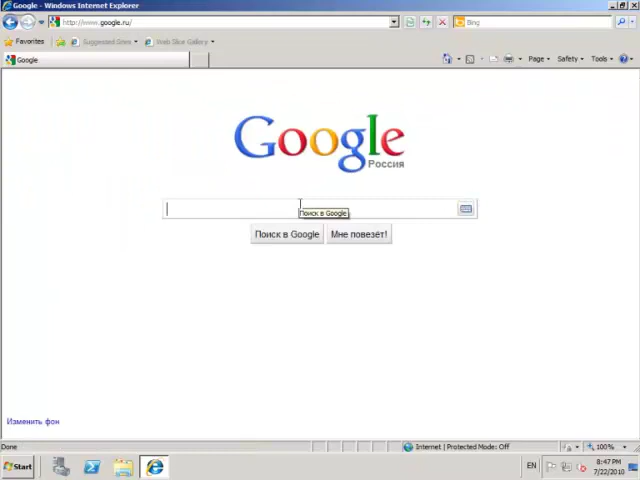 Google - Windows Internet Explorer
http://www.google.ru/
Bing
Favorites
Suggested Sites
Web Slice Gallery
Google
Page
Safety
Tools
Google
Россия
Поиск в Google
Поиск в Google
Мне повезёт!
Изменить фон
Done
Internet | Protected Mode: Off
100%
Start
EN
8:47 PM
7/22/2010